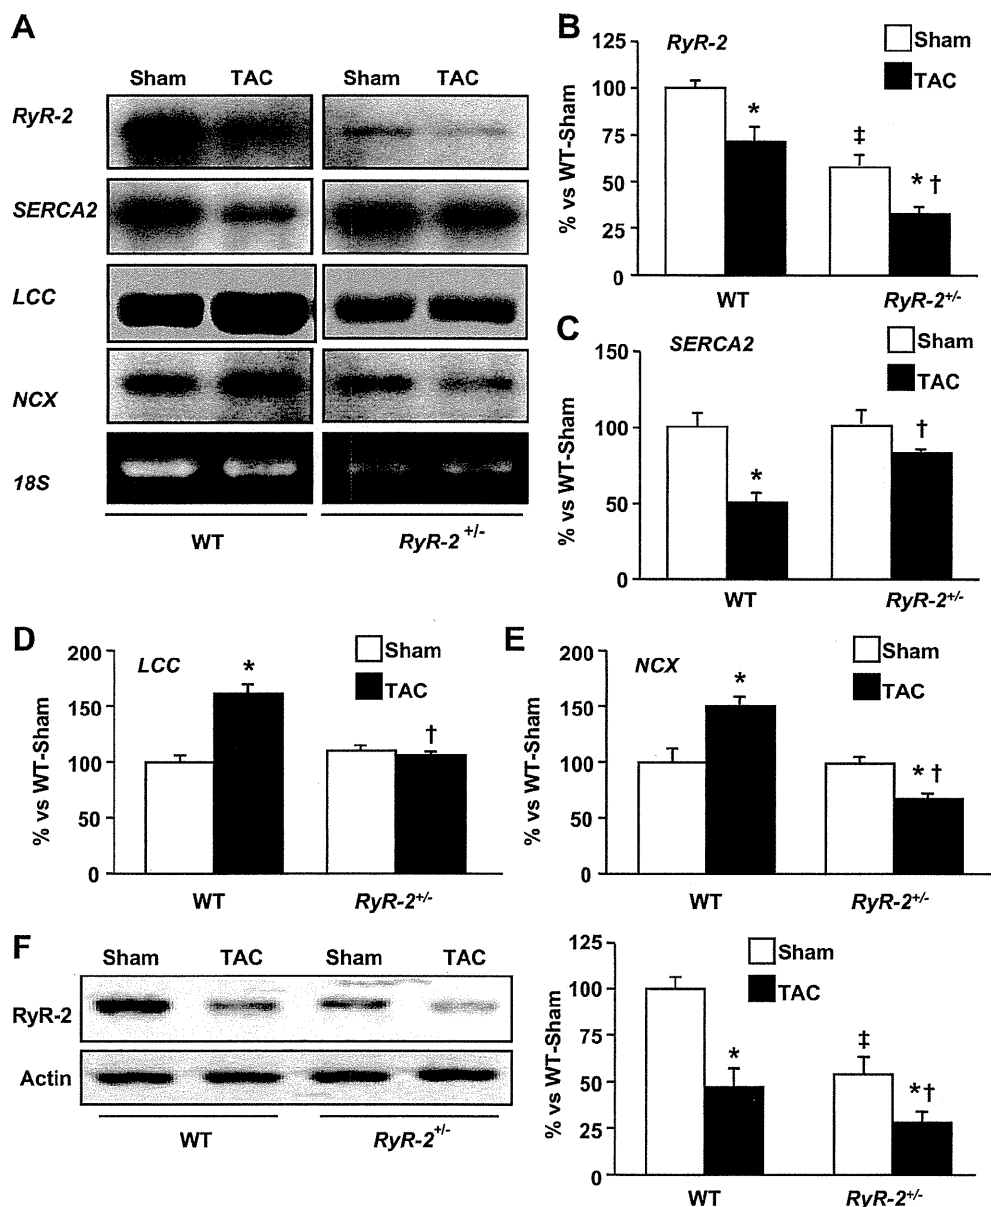 A
Sham TAC
RyR-2
SERCA2
LCC
NCX
18S
WT RyR-2 +/-
B
RyR-2
Sham
TAC
% vs WT-Sham
125
100
75
50
25
0
*
‡
* †
WT RyR-2+/-
C
SERCA2
Sham
TAC
% vs WT-Sham
150
100
50
0
*
†
WT RyR-2+/-
D
LCC
Sham
TAC
% vs WT-Sham
200
150
100
50
0
*
†
WT RyR-2+/-
E
NCX
Sham
TAC
% vs WT-Sham
200
150
100
50
0
*
* †
WT RyR-2+/-
F
Sham TAC Sham TAC
RyR-2
Actin
WT RyR-2+/-
Sham
TAC
% vs WT-Sham
125
100
75
50
25
0
*
‡
*†
WT RyR-2+/-